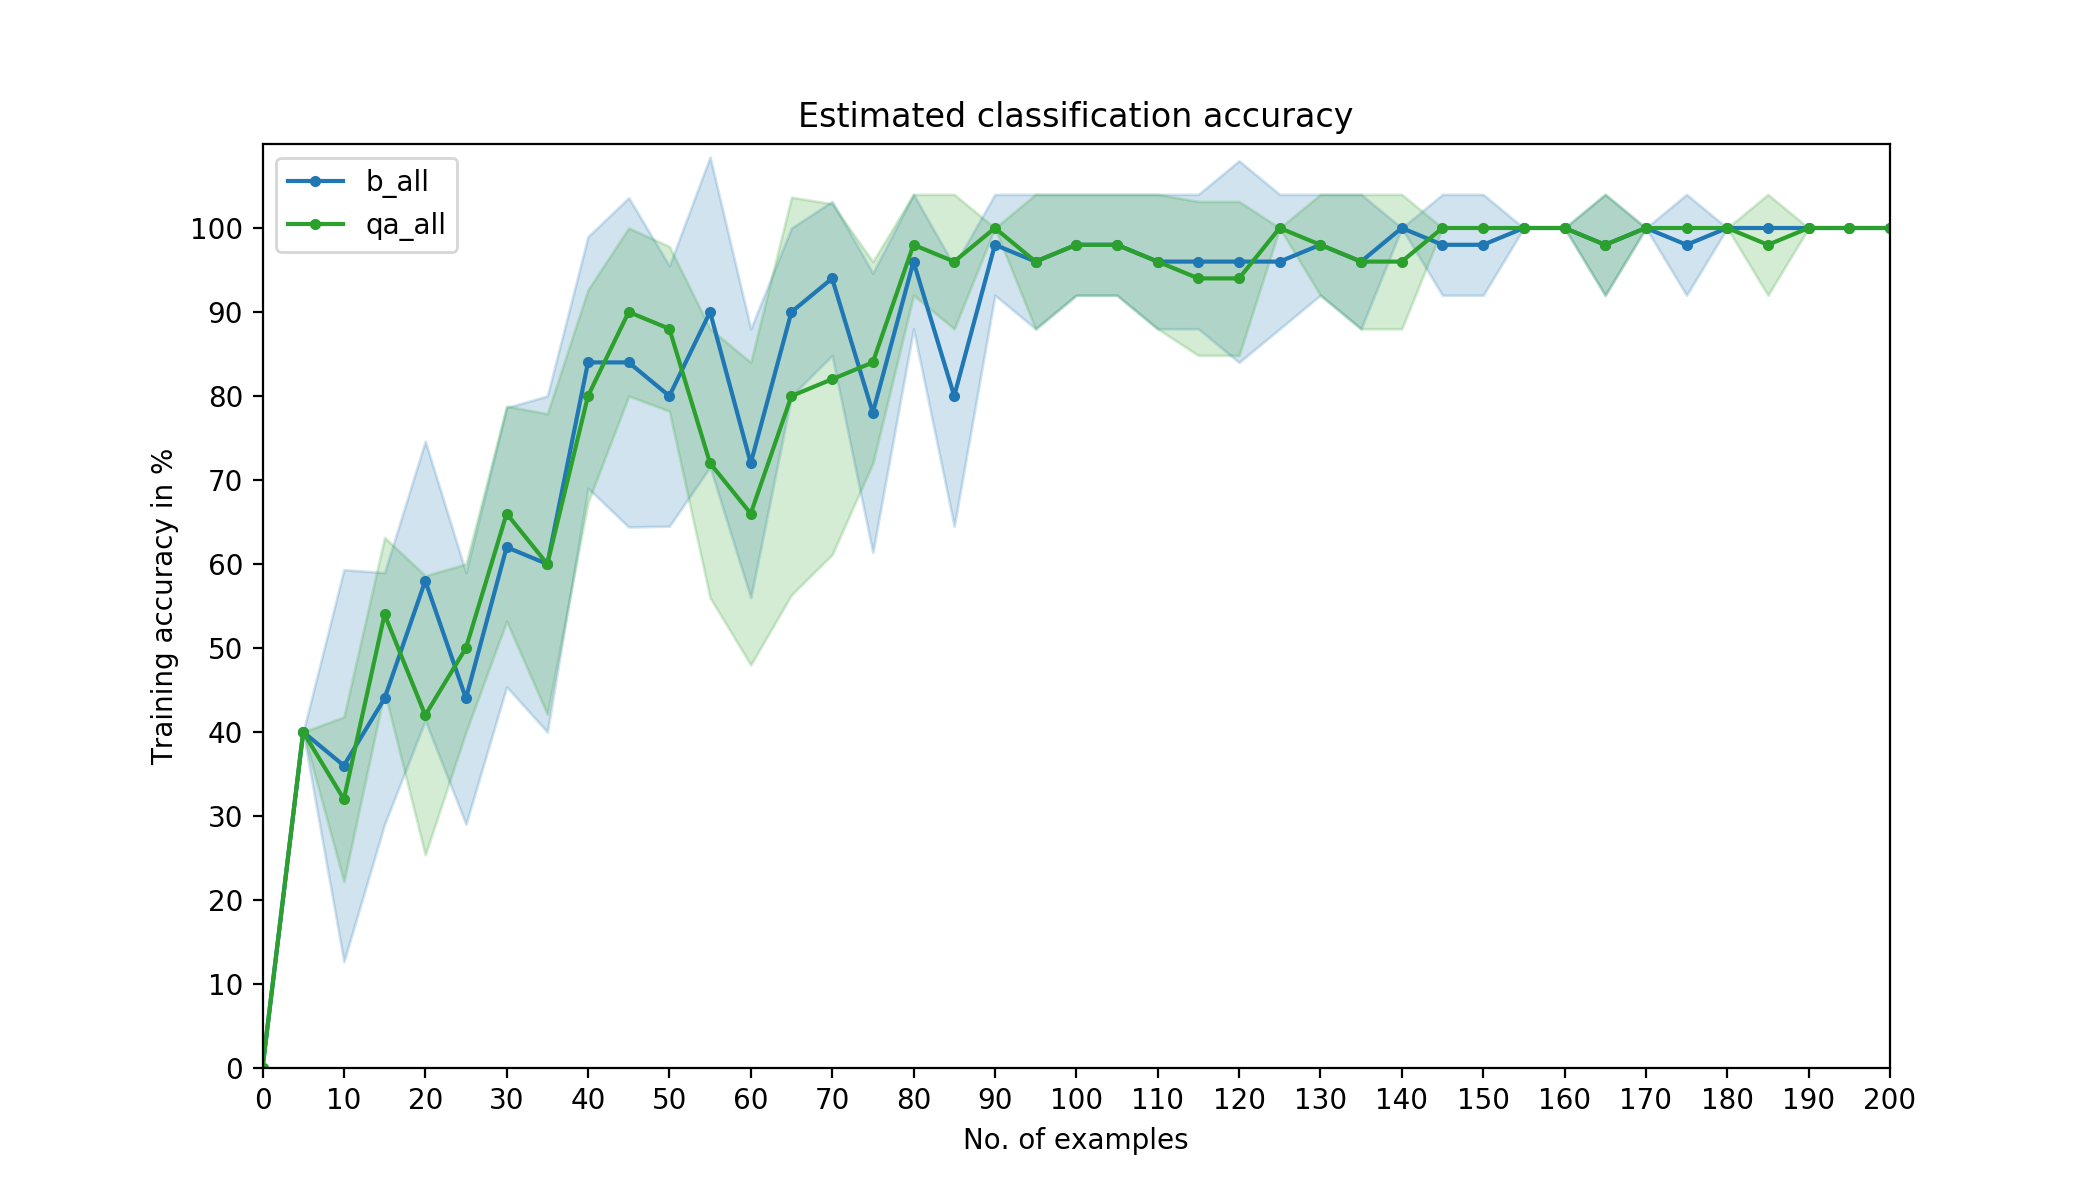 Estimated classification accuracy
b_all
qa_all
Training accuracy in %
100
90
80
70
60
50
40
30
20
10
0
0 10 20 30 40 50 60 70 80 90 100 110 120 130 140 150 160 170 180 190 200
No. of examples